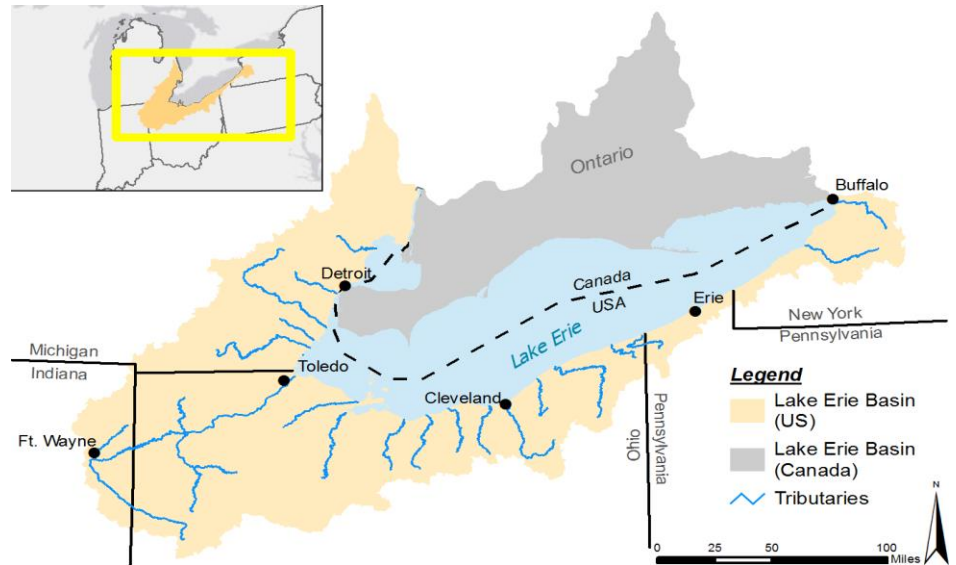 Ontario
Buffalo
Detroit
Canada
USA
Erie
Lake Erie
New York
Pennsylvania
Michigan
Indiana
Toledo
Cleveland
Ft. Wayne
Pennsylvania
Ohio
Legend
Lake Erie Basin
(US)
Lake Erie Basin
(Canada)
Tributaries
N
0 25 50 100
Miles